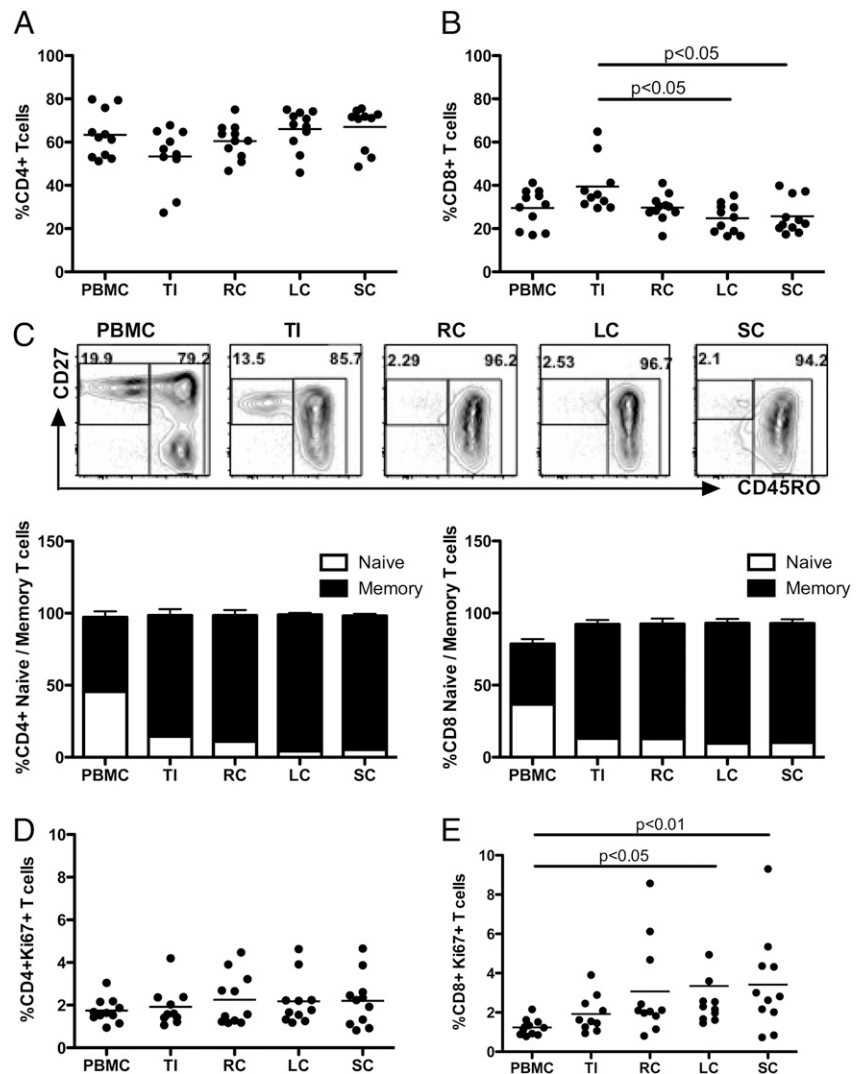 A
%CD4+ Tcells
100
80
60
40
20
0
PBMC TI RC LC SC
B
%CD8+ T cells
100
80
60
40
20
0
p<0.05
p<0.05
PBMC TI RC LC SC
C
PBMC TI RC LC SC
CD27
19.9 79.2
13.5 85.7
2.29 96.2
2.53 96.7
2.1 94.2
CD45RO
%CD4+ Naive / Memory T cells
150
100
50
0
Naive
Memory
PBMC TI RC LC SC
%CD8 Naive / Memory T cells
150
100
50
0
Naive
Memory
PBMC TI RC LC SC
D
%CD4+Ki67+ T cells
10
8
6
4
2
0
PBMC TI RC LC SC
E
%CD8+ Ki67+ T cells
p<0.01
p<0.05
10
8
6
4
2
0
PBMC TI RC LC SC